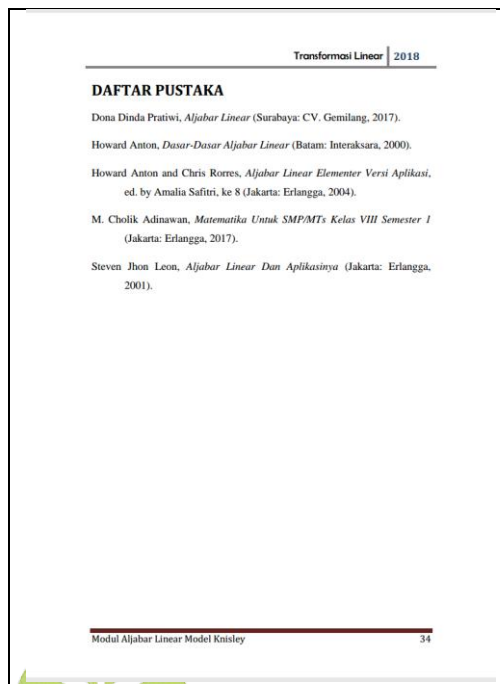 Transformasi Linear 2018
DAFTAR PUSTAKA
Dona Dinda Pratiwi, Aljabar Linear (Surabaya: CV. Gemilang, 2017).
Howard Anton, Dasar-Dasar Aljabar Linear (Batam: Interaksara, 2000).
Howard Anton and Chris Rorres, Aljabar Linear Elementer Versi Aplikasi,
ed. by Amalia Safitri, ke 8 (Jakarta: Erlangga, 2004).
M. Cholik Adinawan, Matematika Untuk SMP/MTs Kelas VIII Semester 1
(Jakarta: Erlangga, 2017).
Steven Jhon Leon, Aljabar Linear Dan Aplikasinya (Jakarta: Erlangga,
2001).
Modul Aljabar Linear Model Knisley 34